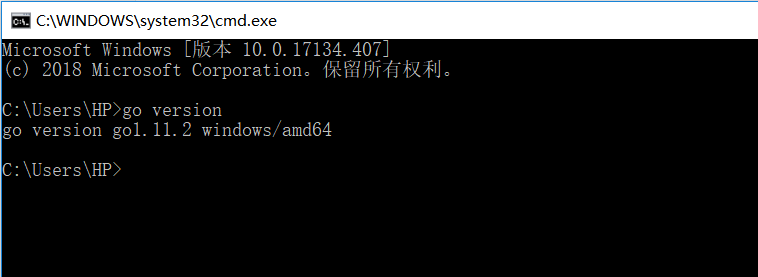 C:\WINDOWS\system32\cmd.exe
Microsoft Windows [版本 10.0.17134.407]
(c) 2018 Microsoft Corporation。保留所有权利。
C:\Users\HP>go version
go version go1.11.2 windows/amd64
C:\Users\HP>